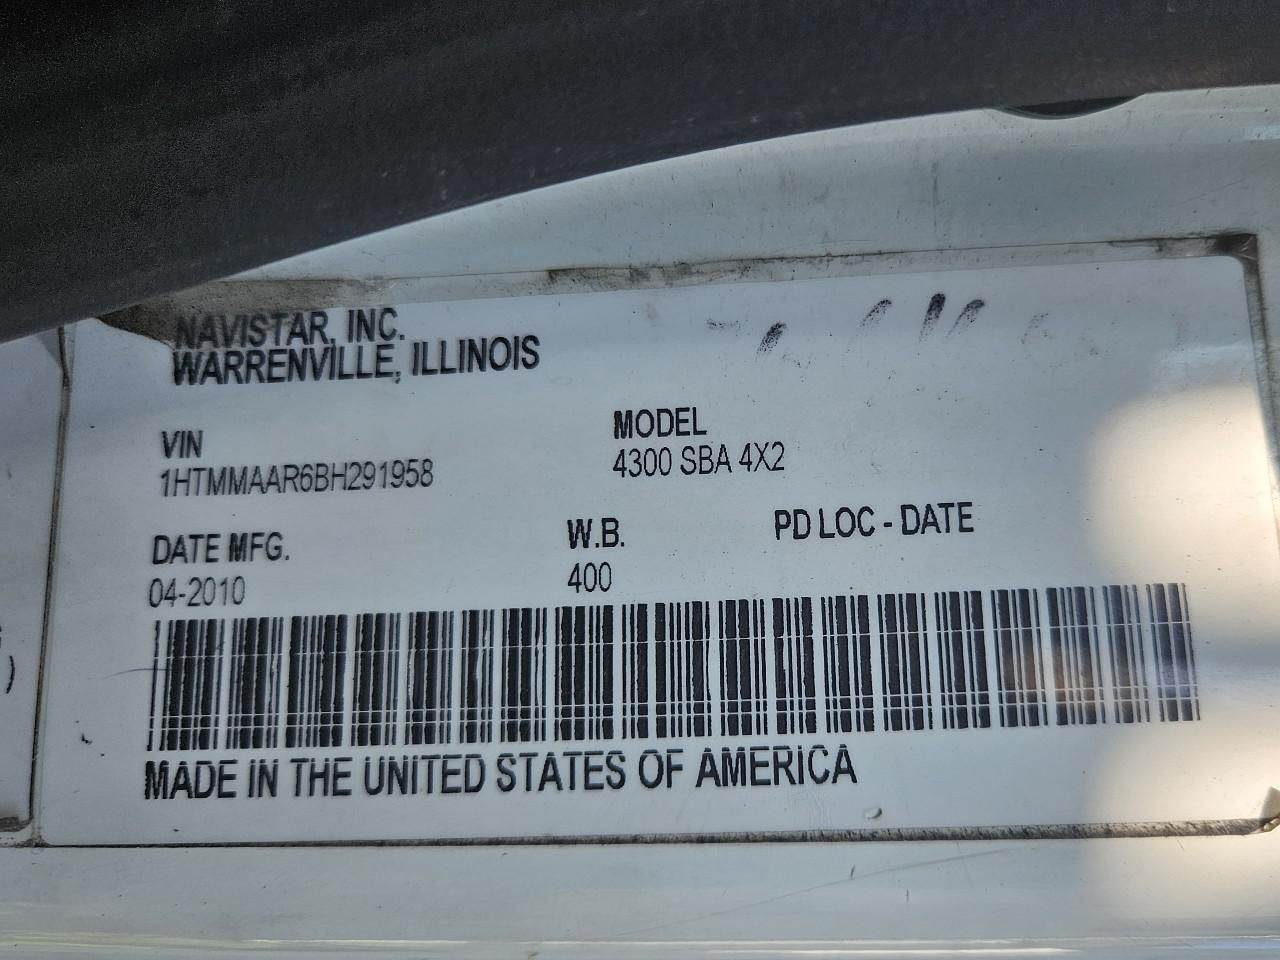 NAVISTAR, INC.
WARRENVILLE, ILLINOIS
VIN
1HTMMAAR6BH291958
MODEL
4300 SBA 4X2
DATE MFG.
04-2010
W.B.
400
PD LOC - DATE
MADE IN THE UNITED STATES OF AMERICA
)